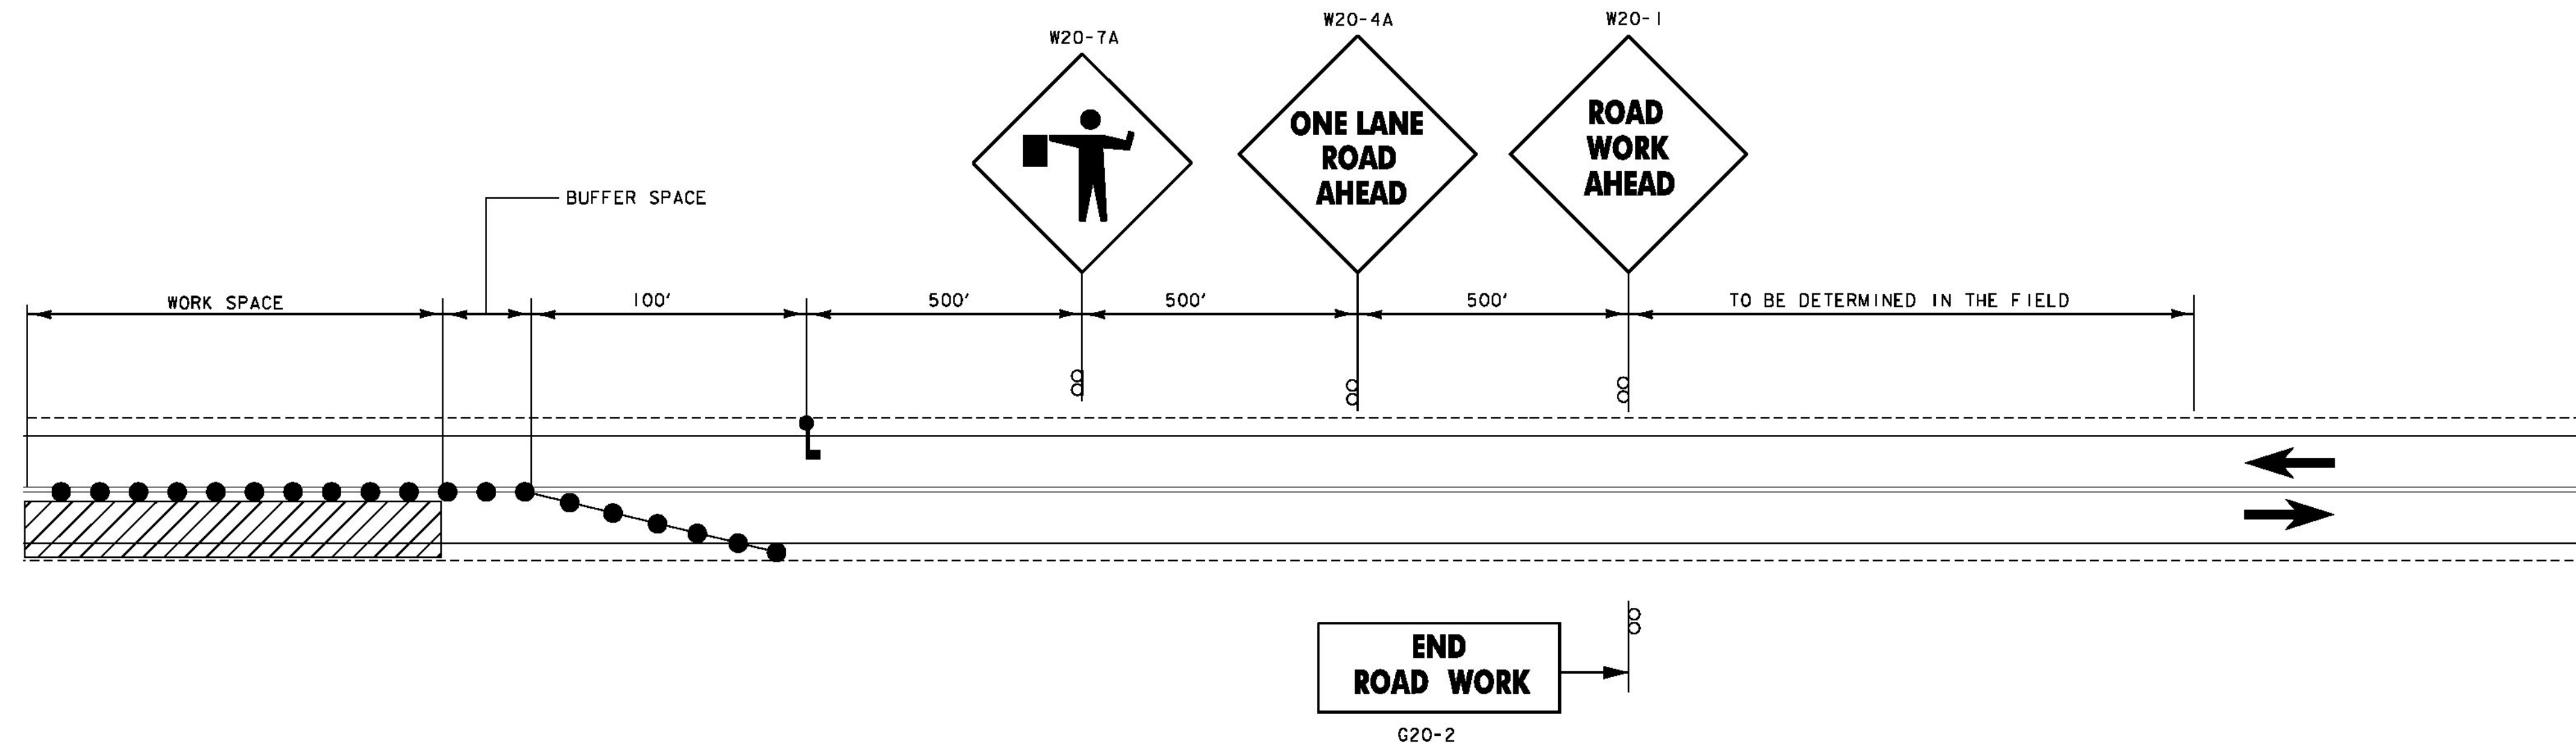 W20-7A
W20-4A
W20-1
ONE LANE
ROAD
AHEAD
ROAD
WORK
AHEAD
BUFFER SPACE
WORK SPACE
100'
500'
500'
500'
TO BE DETERMINED IN THE FIELD
END
ROAD WORK
G20-2